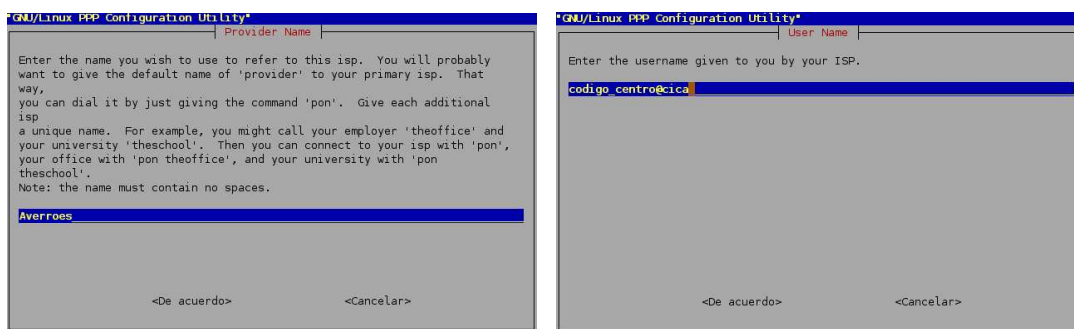 "GNU/Linux PPP Configuration Utility"
Provider Name
Enter the name you wish to use to refer to this isp. You will probably
want to give the default name of 'provider' to your primary isp. That
way,
you can dial it by just giving the command 'pon'. Give each additional
isp
a unique name. For example, you might call your employer 'theoffice' and
your university 'theschool'. Then you can connect to your isp with 'pon',
your office with 'pon theoffice', and your university with 'pon
theschool'.
Note: the name must contain no spaces.
Averroes
<De acuerdo> <Cancelar>
"GNU/Linux PPP Configuration Utility"
User Name
Enter the username given to you by your ISP.
codigo_centro@cica
<De acuerdo> <Cancelar>